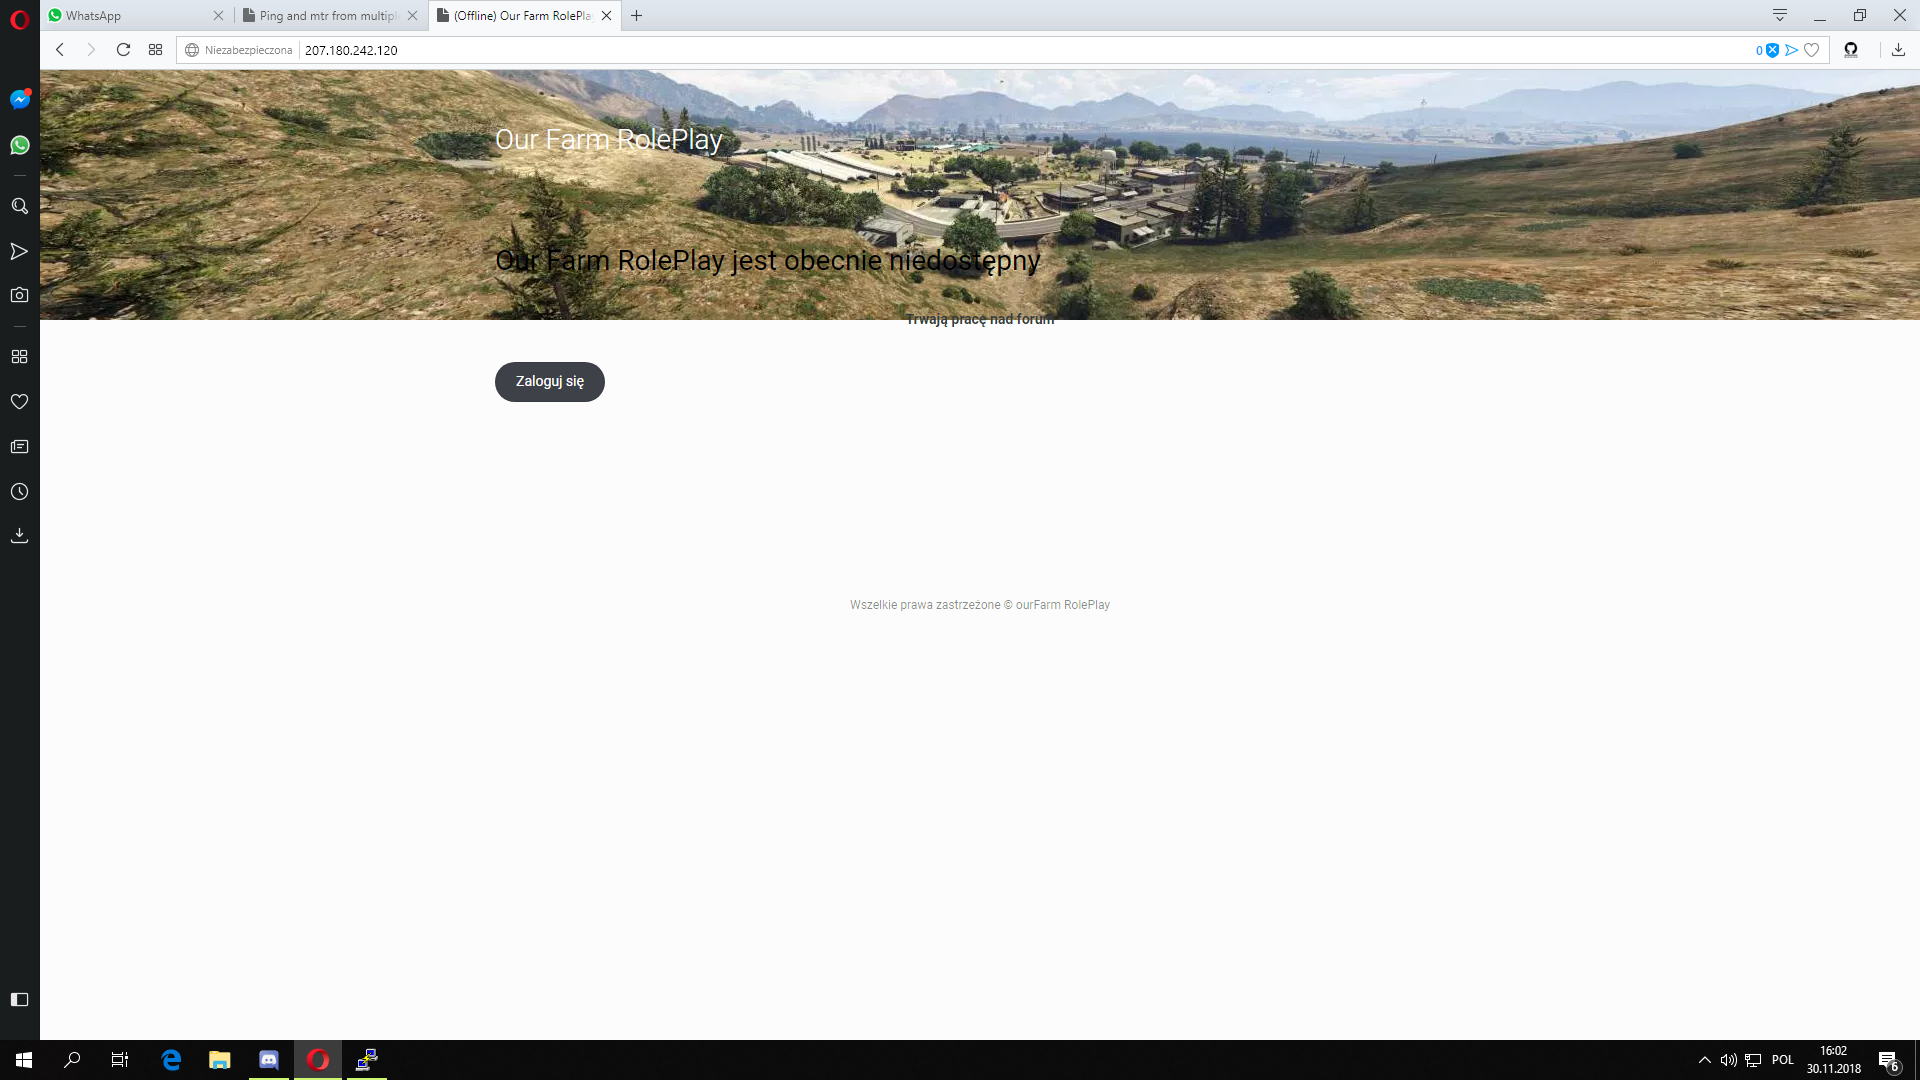 WhatsApp
Ping and mtr from multipl
(Offline) Our Farm RolePla
Niezabezpieczona
207.180.242.120
0
Our Farm RolePlay
Our Farm RolePlay jest obecnie niedostępny
Trwają pracę nad forum
Zaloguj się
Wszelkie prawa zastrzeżone © ourFarm RolePlay
POL
16:02
30.11.2018
6